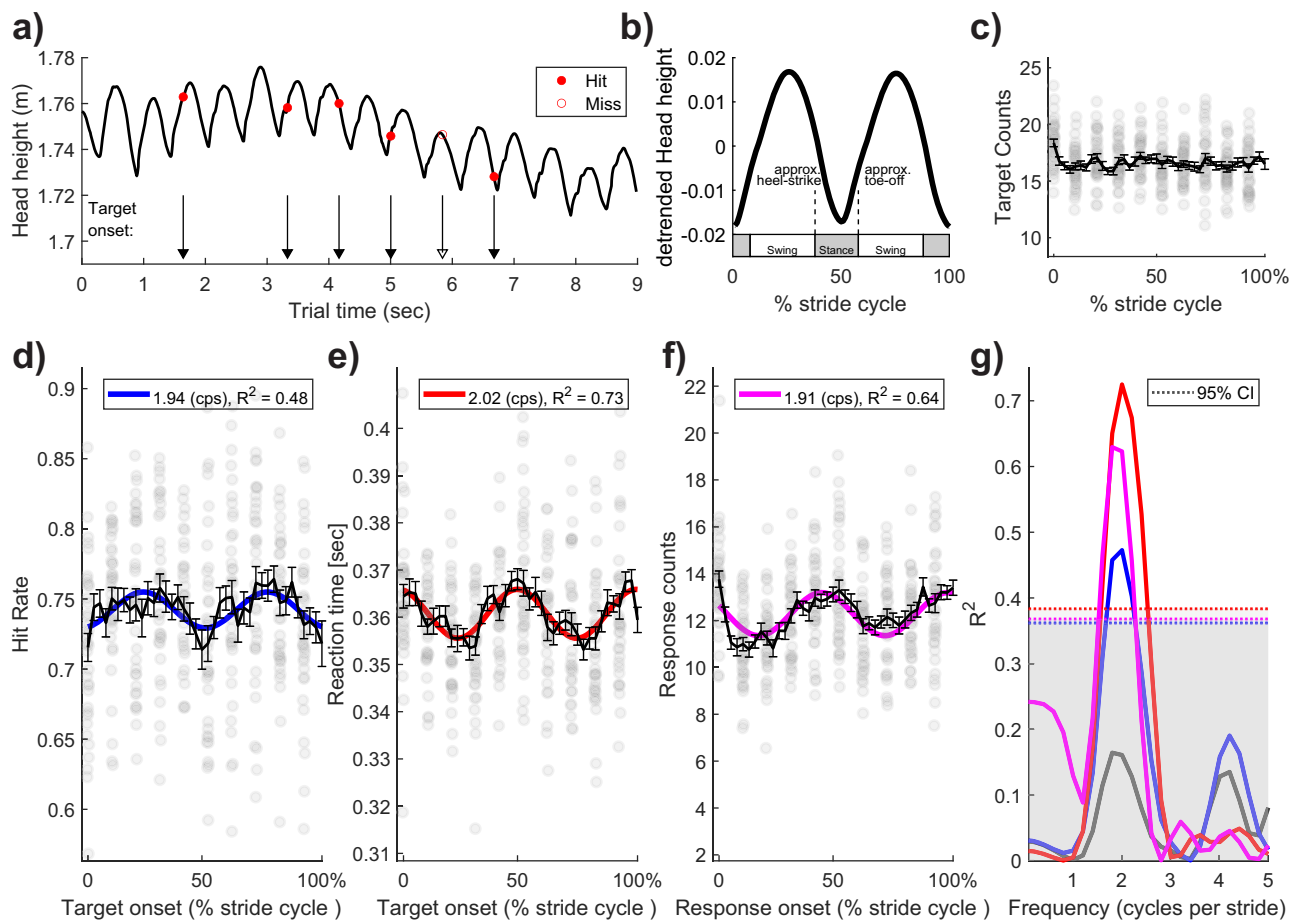 a)
1.78
1.76
1.74
1.72
1.7
Head height (m)
Hit
Miss
Target
onset:
0 1 2 3 4 5 6 7 8 9
Trial time (sec)
b)
0.02
0.01
0
-0.01
-0.02
detrended Head height
approx.
heel-strike
approx.
toe-off
Swing Stance Swing
0 50 100
% stride cycle
c)
24
22
20
18
16
14
12
10
Target Counts
0 50 100%
% stride cycle
d)
0.9
0.85
0.8
0.75
0.7
0.65
0.6
Hit Rate
1.94 (cps), R² = 0.48
0 50 100%
Target onset (% stride cycle )
e)
0.4
0.39
0.38
0.37
0.36
0.35
0.34
0.33
0.32
0.31
Reaction time [sec]
2.02 (cps), R² = 0.73
0 50 100%
Target onset (% stride cycle )
f)
22
20
18
16
14
12
10
8
6
4
2
Response counts
1.91 (cps), R² = 0.64
0 50 100%
Response onset (% stride cycle )
g)
0.8
0.7
0.6
0.5
0.4
0.3
0.2
0.1
0
R²
95% CI
1 2 3 4 5
Frequency (cycles per stride)